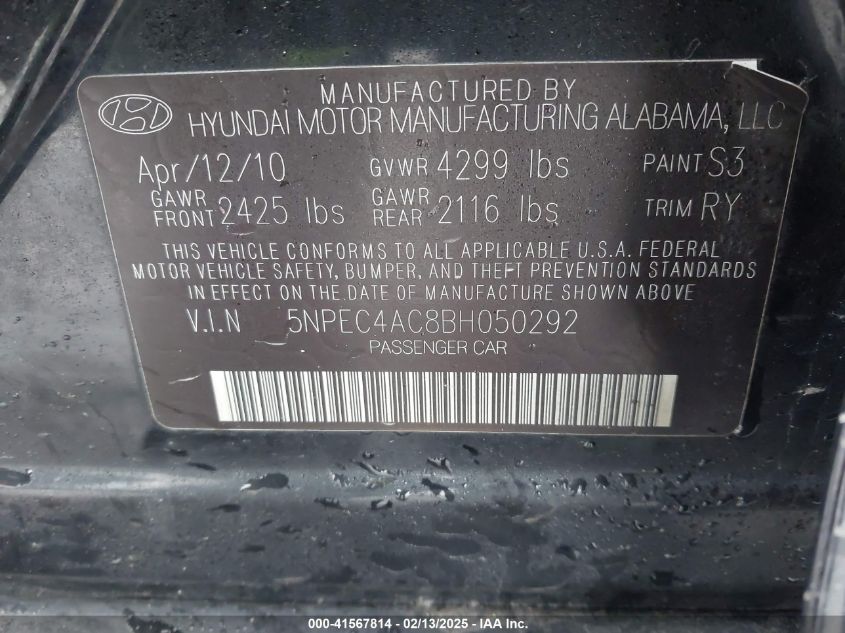 MANUFACTURED BY
HYUNDAI MOTOR MANUFACTURING ALABAMA, LLC
Apr/12/10 GVWR 4299 lbs PAINT S3
GAWR FRONT 2425 lbs GAWR REAR 2116 lbs TRIM RY
THIS VEHICLE CONFORMS TO ALL APPLICABLE U.S.A. FEDERAL
MOTOR VEHICLE SAFETY, BUMPER, AND THEFT PREVENTION STANDARDS
IN EFFECT ON THE DATE OF MANUFACTURE SHOWN ABOVE
V.I.N 5NPEC4AC8BH050292
PASSENGER CAR
000-41567814 - 02/13/2025 - IAA Inc.